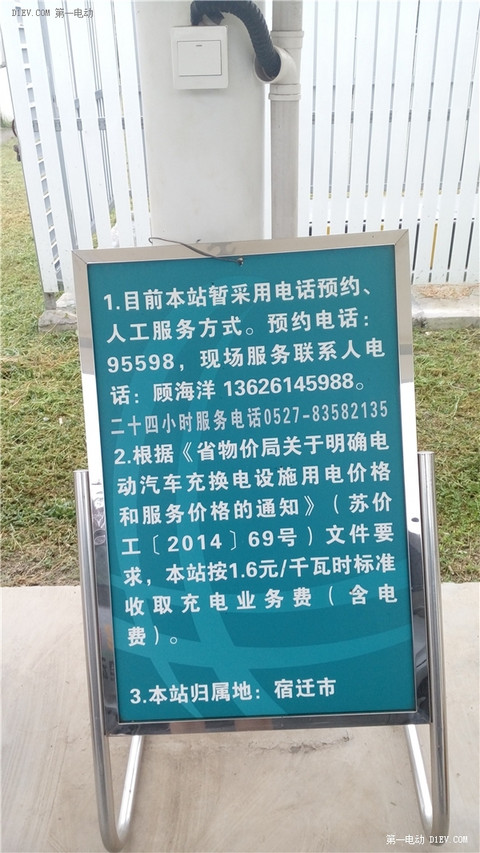 D1EV.COM 第一电动
1.目前本站暂采用电话预约、
人工服务方式。预约电话：
95598，现场服务联系人电
话：顾海洋 13626145988。
二十四小时服务电话0527-83582135
2.根据《省物价局关于明确电
动汽车充换电设施用电价格
和服务价格的通知》（苏价
工〔2014〕69号）文件要
求，本站按1.6元/千瓦时标准
收取充电业务费（含电
费）。
3.本站归属地：宿迁市
第一电动 D1EV.COM